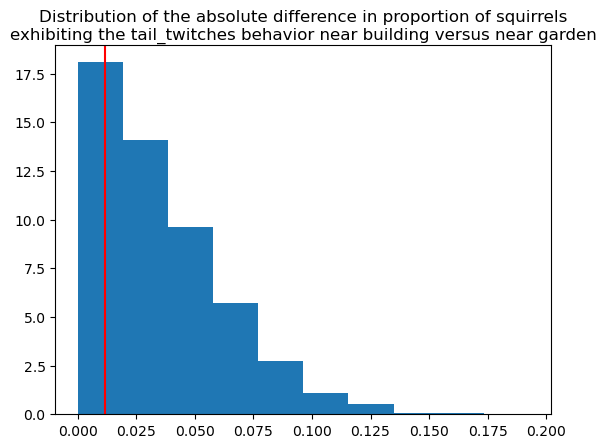 Distribution of the absolute difference in proportion of squirrels
exhibiting the tail_twitches behavior near building versus near garden
17.5
15.0
12.5
10.0
7.5
5.0
2.5
0.0
0.000 0.025 0.050 0.075 0.100 0.125 0.150 0.175 0.200